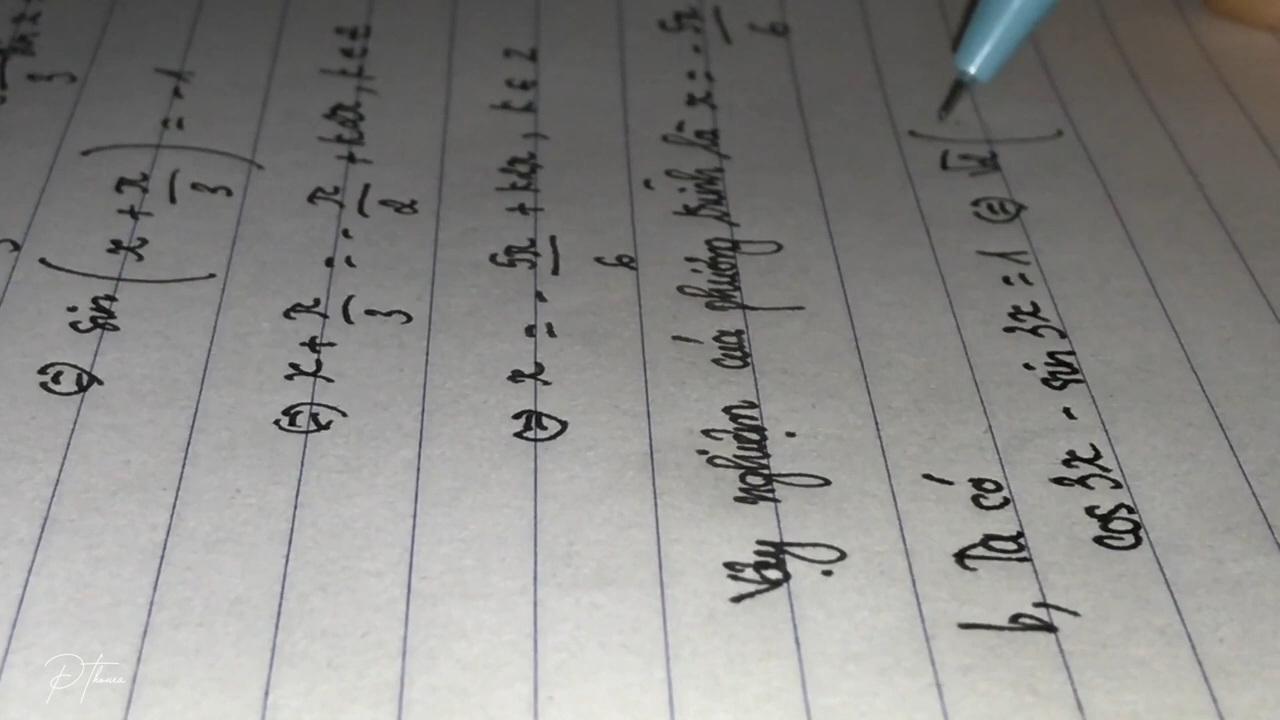 ⇔ sin(x + π/3) = -1
⇔ x + π/3 = -π/2 + k2π, k ∈ Z
⇔ x = -5π/6 + k2π, k ∈ Z
Vậy nghiệm của phương trình là x = -5π/6
b, Ta có
cos 3x - sin 3x = 1 ⇔ √2 (